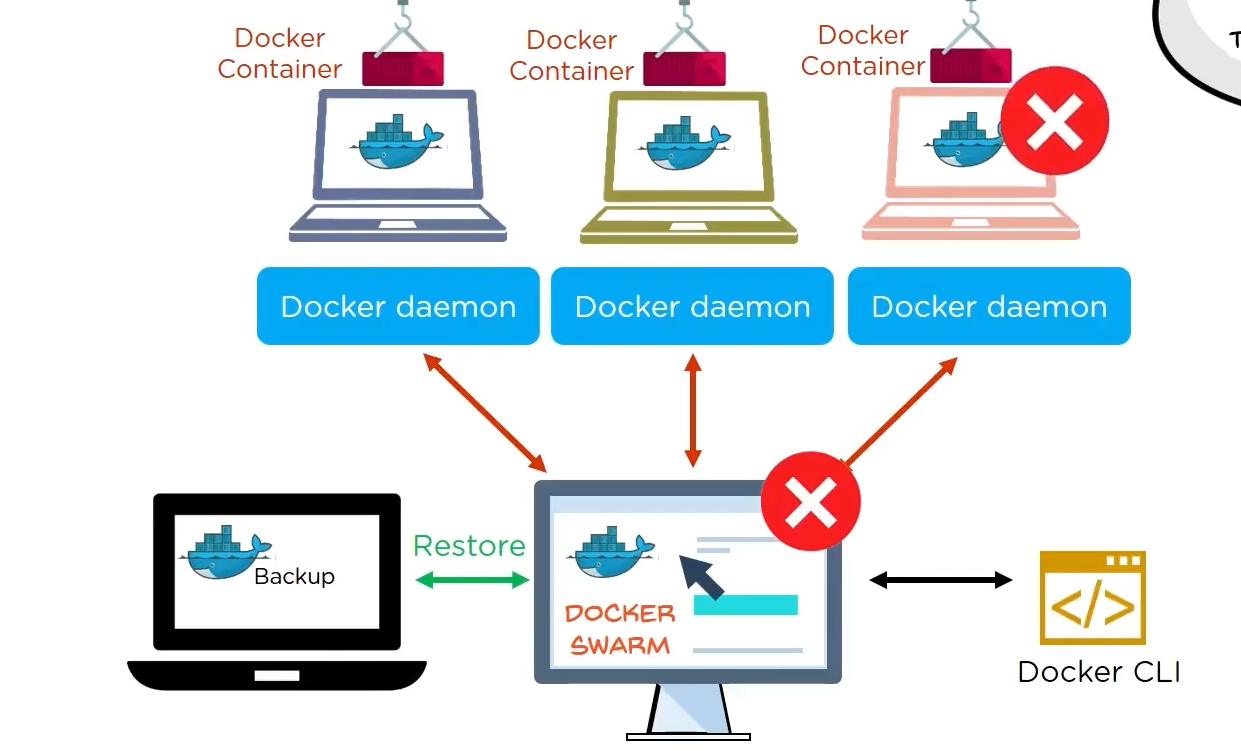 Docker
Container
Docker
Container
Docker
Container
Docker daemon
Docker daemon
Docker daemon
Restore
Backup
DOCKER
SWARM
</>
Docker CLI